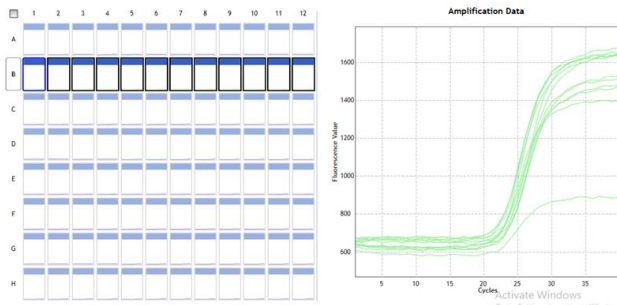 1 2 3 4 5 6 7 8 9 10 11 12
A
B
C
D
E
F
G
H
Amplification Data
Fluorescence Value
1600
1400
1200
1000
800
600
5 10 15 20 25 30 35
Cycles
Activate Windows